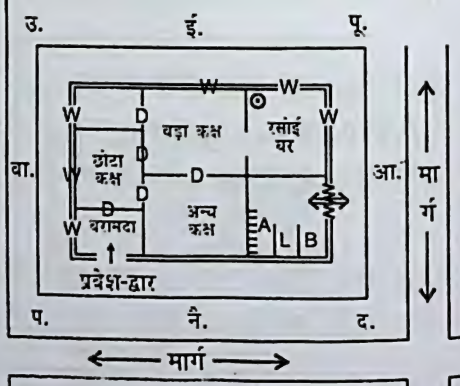 उ. ई. पू.
W W
W D W
बड़ा कक्ष रसोई
घर
छोटा
कक्ष
D
वा. W D आ. मा
र्ग
D
अन्य
कक्ष
D
W बरामदा
A L B
प्रवेश-द्वार
प. नै. द.
मार्ग